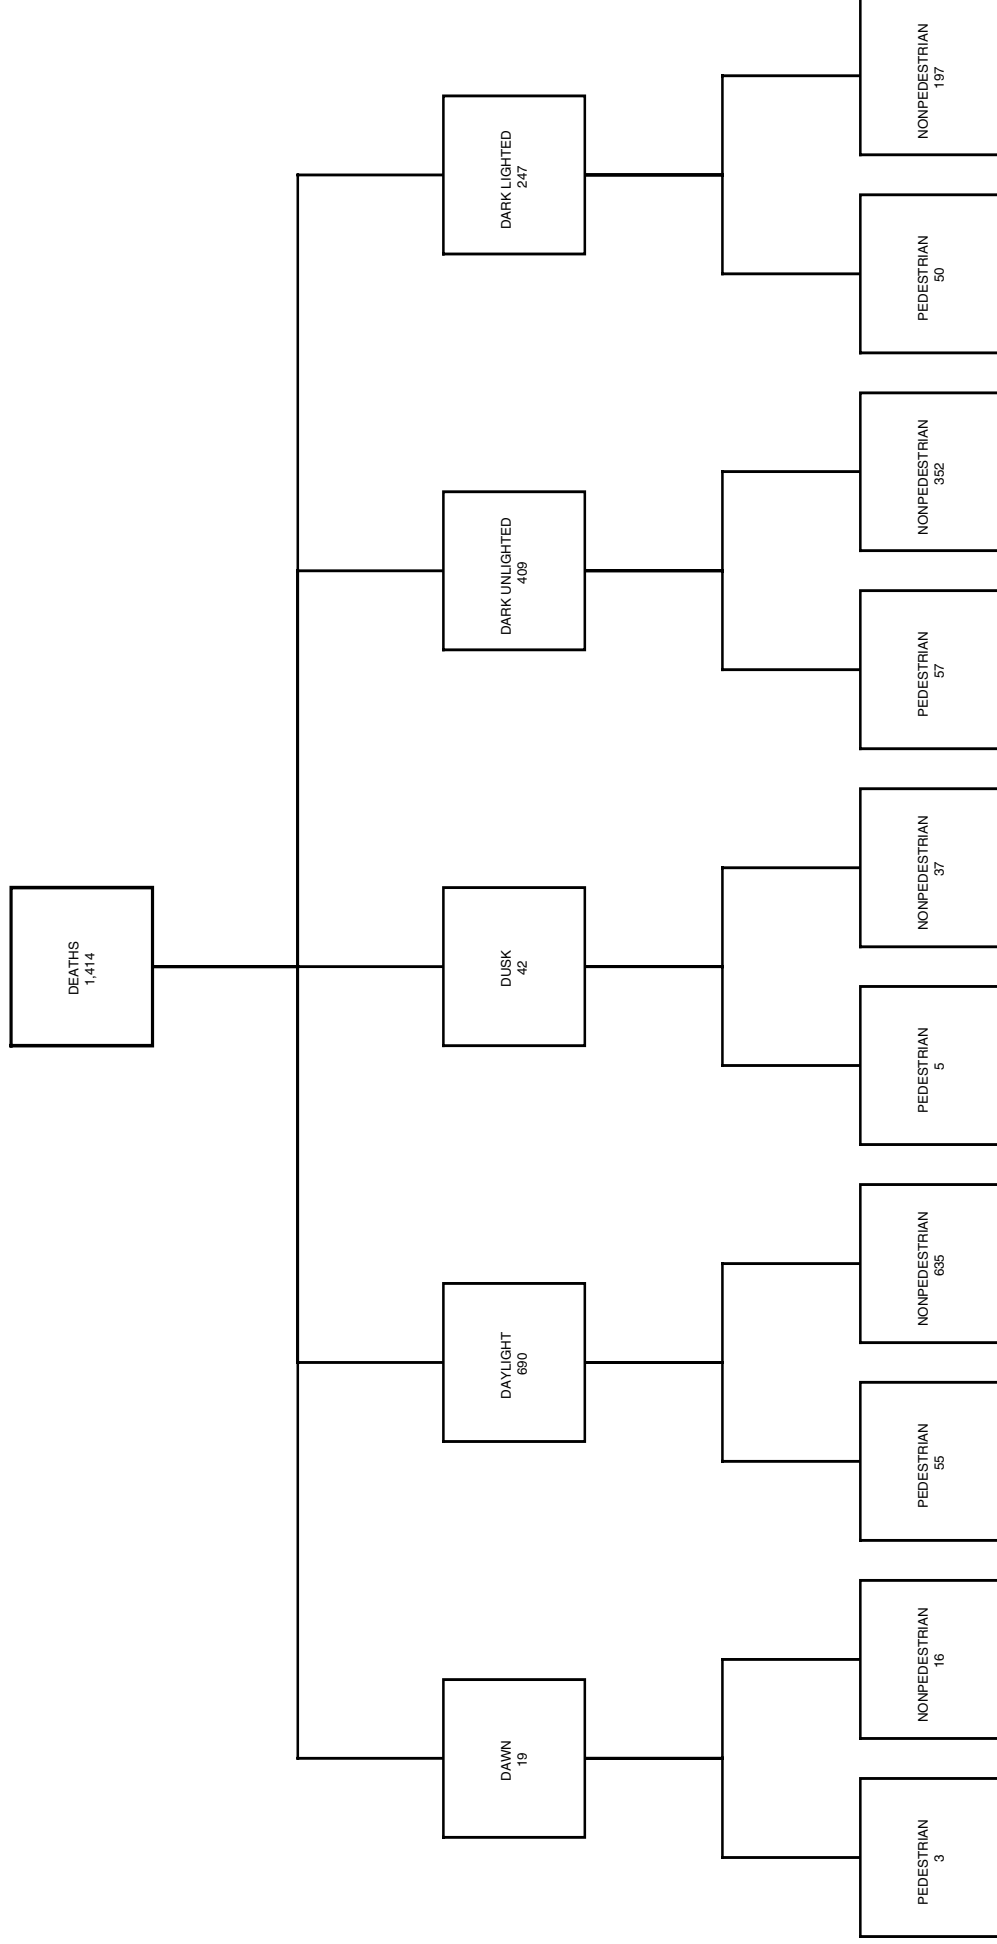 DEATHS
1,414
DAWN
19
DAYLIGHT
690
DUSK
42
DARK UNLIGHTED
409
DARK LIGHTED
247
PEDESTRIAN
3
NONPEDESTRIAN
16
PEDESTRIAN
55
NONPEDESTRIAN
635
PEDESTRIAN
5
NONPEDESTRIAN
37
PEDESTRIAN
57
NONPEDESTRIAN
352
PEDESTRIAN
50
NONPEDESTRIAN
197